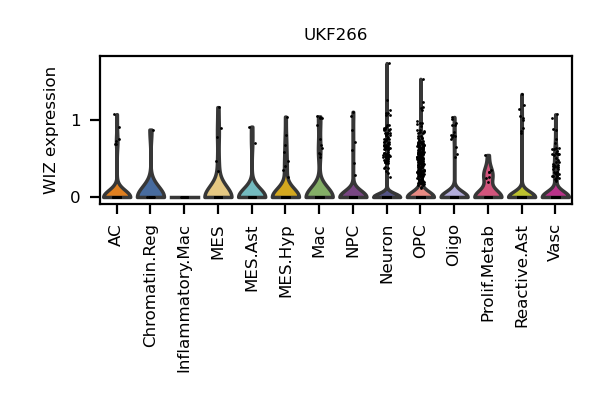 UKF266
WIZ expression
1
0
AC
Chromatin.Reg
Inflammatory.Mac
MES
MES.Ast
MES.Hyp
Mac
NPC
Neuron
OPC
Oligo
Prolif.Metab
Reactive.Ast
Vasc